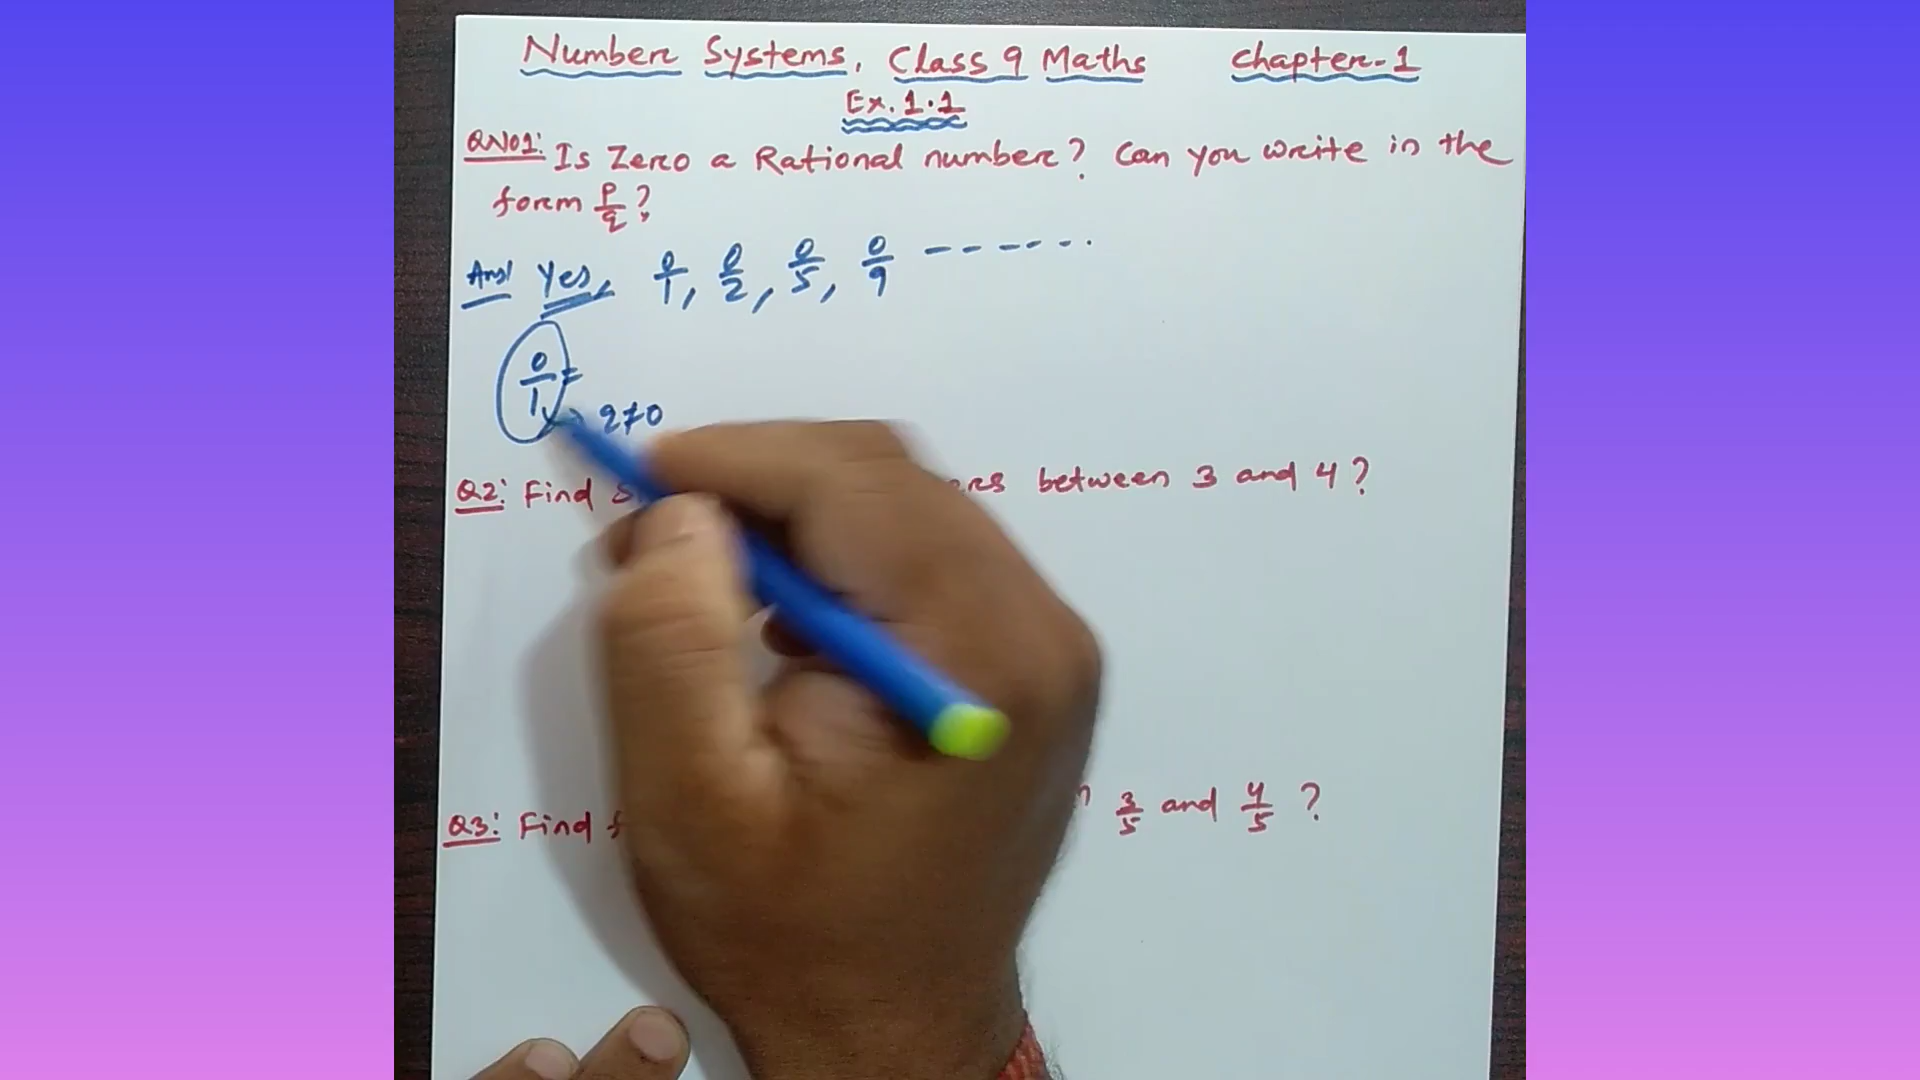 Number Systems, Class 9 Maths Chapter-1
Ex. 1.1
QNo1: Is Zero a Rational number? Can you write in the
form p/q?
Ans/ Yes, 0/1, 0/2, 0/5, 0/9 ------.
0/1 =
q≠0
Q2: Find between 3 and 4?
Q3: Find 3/5 and 4/5 ?